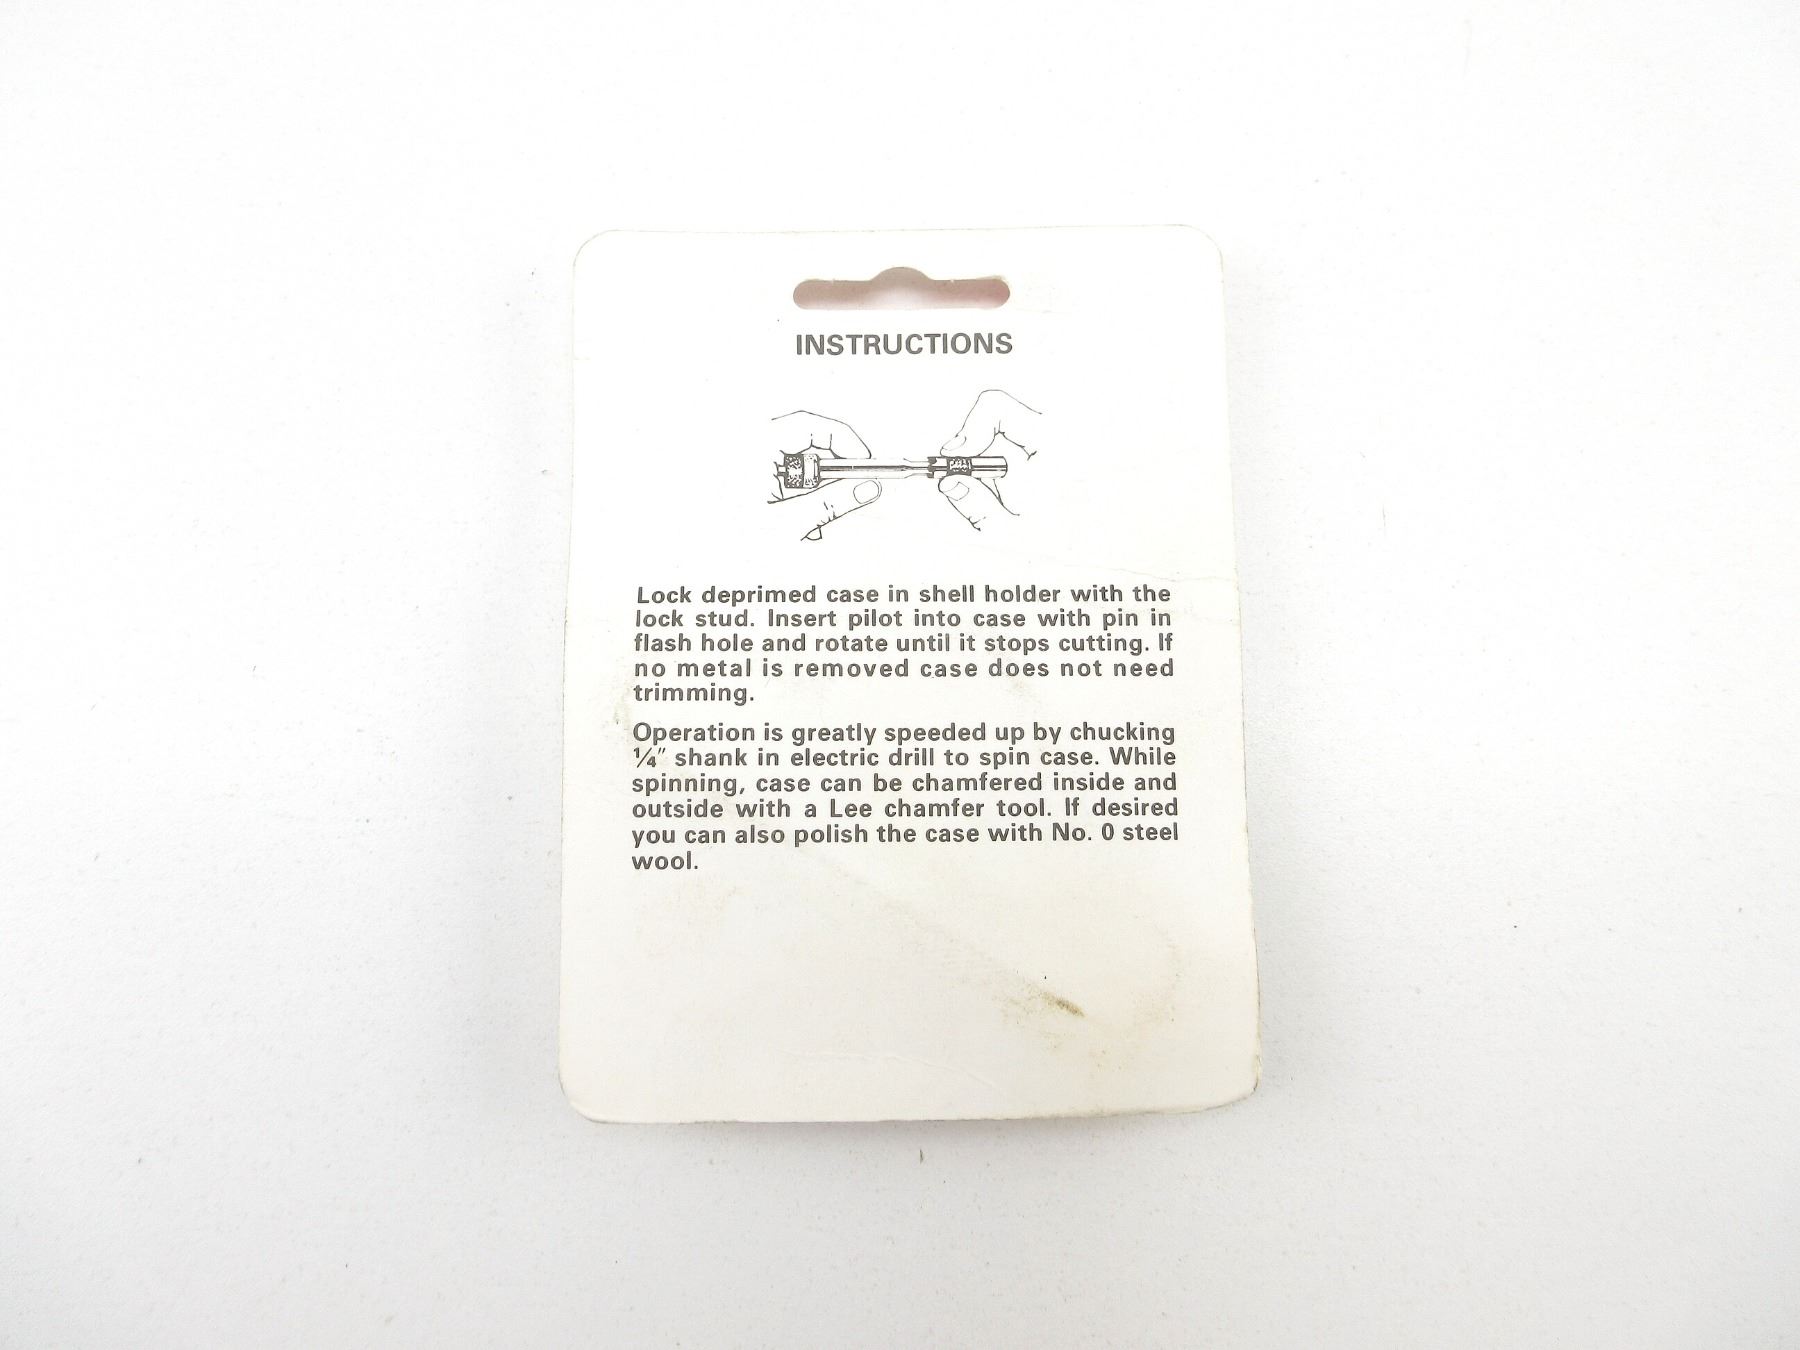 INSTRUCTIONS
Lock deprimed case in shell holder with the
lock stud. Insert pilot into case with pin in
flash hole and rotate until it stops cutting. If
no metal is removed case does not need
trimming.
Operation is greatly speeded up by chucking
¼″ shank in electric drill to spin case. While
spinning, case can be chamfered inside and
outside with a Lee chamfer tool. If desired
you can also polish the case with No. 0 steel
wool.